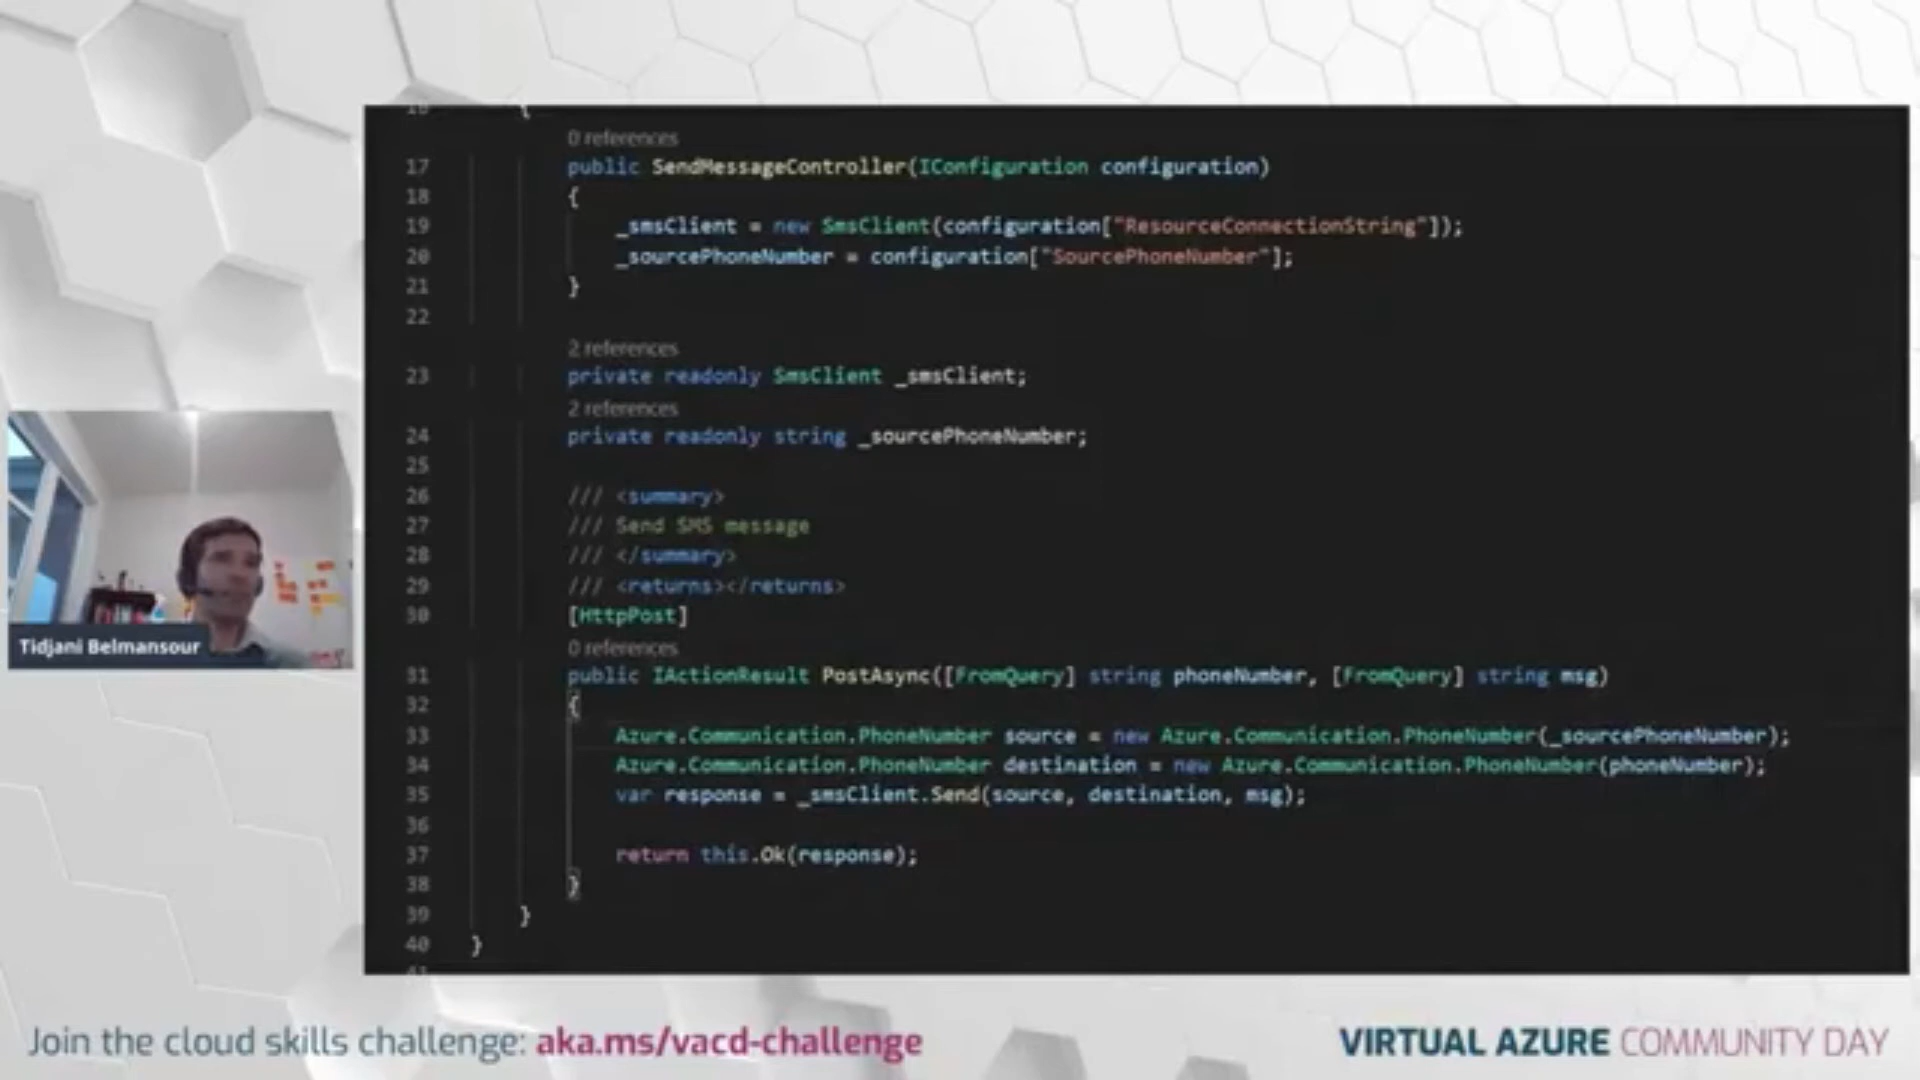 16 {
0 references
17 public SendMessageController(IConfiguration configuration)
18 {
19 _smsClient = new SmsClient(configuration["ResourceConnectionString"]);
20 _sourcePhoneNumber = configuration["SourcePhoneNumber"];
21 }
22
2 references
23 private readonly SmsClient _smsClient;
2 references
24 private readonly string _sourcePhoneNumber;
25
26 /// <summary>
27 /// Send SMS message
28 /// </summary>
29 /// <returns></returns>
30 [HttpPost]
0 references
31 public IActionResult PostAsync([FromQuery] string phoneNumber, [FromQuery] string msg)
32 {
33 Azure.Communication.PhoneNumber source = new Azure.Communication.PhoneNumber(_sourcePhoneNumber);
34 Azure.Communication.PhoneNumber destination = new Azure.Communication.PhoneNumber(phoneNumber);
35 var response = _smsClient.Send(source, destination, msg);
36
37 return this.Ok(response);
38 }
39 }
40 }
41
Tidjani Belmansour
Join the cloud skills challenge: aka.ms/vacd-challenge
VIRTUAL AZURE COMMUNITY DAY